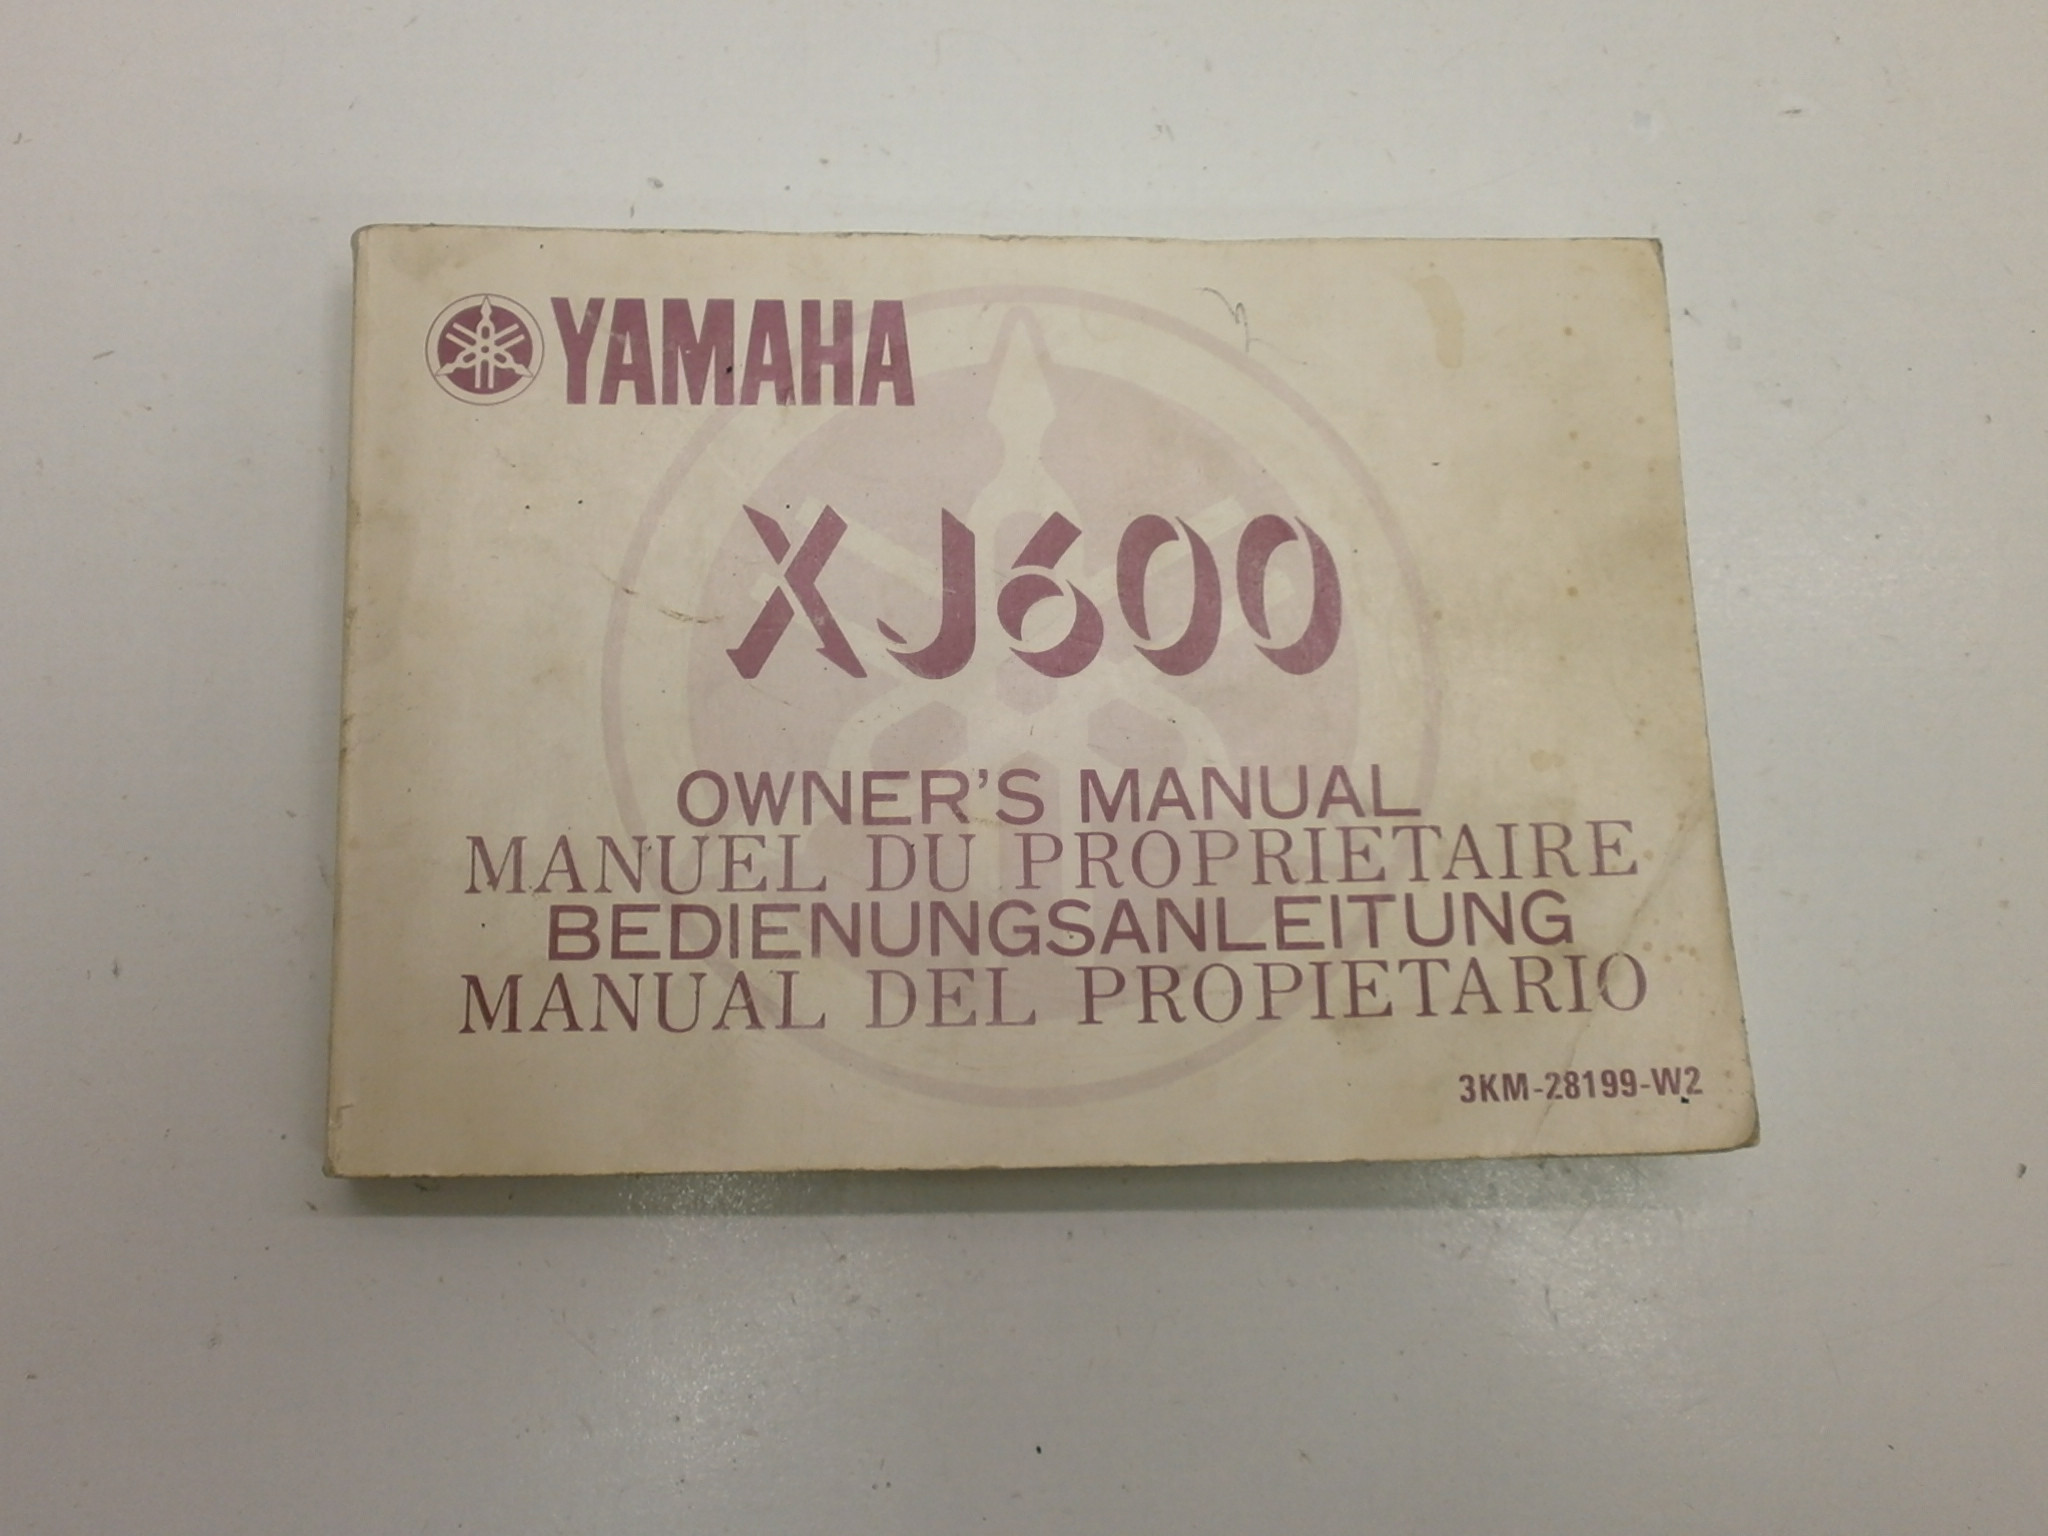 YAMAHA
XJ600
OWNER'S MANUAL
MANUEL DU PROPRIETAIRE
BEDIENUNGSANLEITUNG
MANUAL DEL PROPIETARIO
3KM-28199-W2